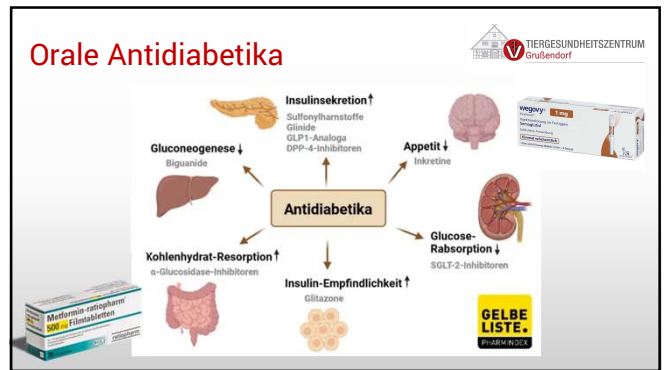 Orale Antidiabetika
TIERGESUNDHEITSZENTRUM
Grußendorf
Insulinsekretion↑
Sulfonylharnstoffe
Glinide
GLP1-Analoga
DPP-4-Inhibitoren
Gluconeogenese↓
Biguanide
Appetit↓
Inkretine
wegovy
1 mg
Antidiabetika
Kohlenhydrat-Resorption↑
α-Glucosidase-Inhibitoren
Insulin-Empfindlichkeit↑
Glitazone
Glucose-
Rabsorption↓
SGLT-2-Inhibitoren
Metformin-ratiopharm
500 mg Filmtabletten
ratiopharm
GELBE
LISTE.
PHARMINDEX